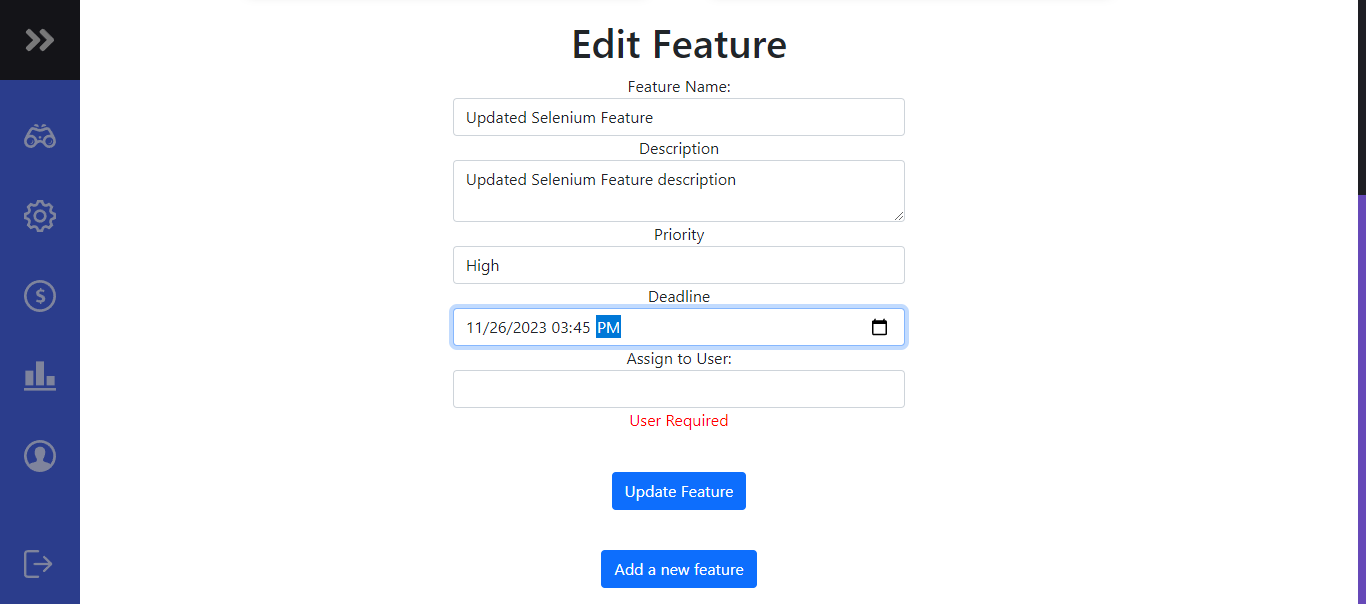 Edit Feature
Feature Name:
Updated Selenium Feature
Description
Updated Selenium Feature description
Priority
High
Deadline
11/26/2023 03:45 PM
Assign to User:
User Required
Update Feature
Add a new feature